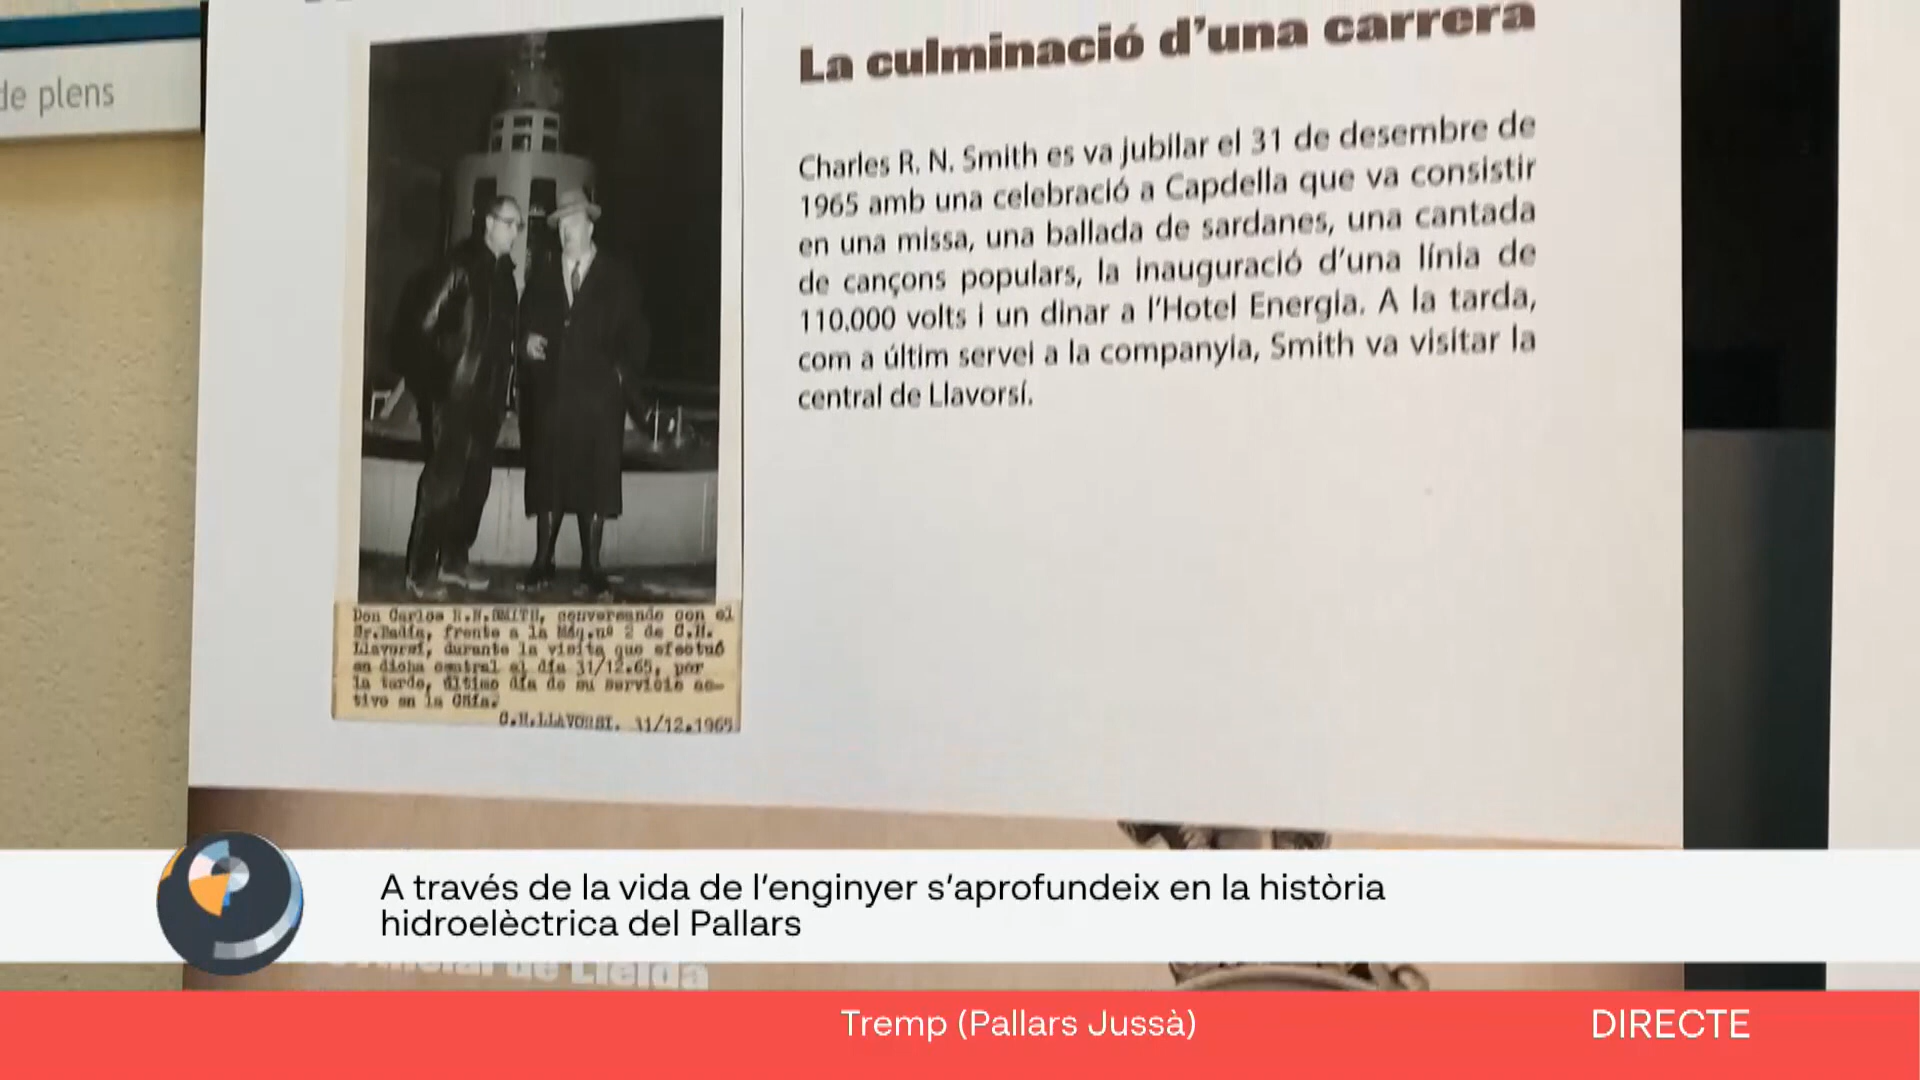 de plens
La culminació d'una carrera
Charles R. N. Smith es va jubilar el 31 de desembre de
1965 amb una celebració a Capdella que va consistir
en una missa, una ballada de sardanes, una cantada
de cançons populars, la inauguració d'una línia de
110.000 volts i un dinar a l'Hotel Energia. A la tarda,
com a últim servei a la companyia, Smith va visitar la
central de Llavorsí.
Don Carlos R.N.SMITH, conversando con el
Sr.Badía, frente a la Máq.nº 2 de C.H.
Llavorsí, durante la visita que efectuó
en dicha central el día 31/12.65, por
la tarde, último día de su servicio ac-
tivo en la Cñía.
C.H.LLAVORSI. 31/12.1965
A través de la vida de l'enginyer s'aprofundeix en la història
hidroelèctrica del Pallars
de Lleida
Tremp (Pallars Jussà)
DIRECTE